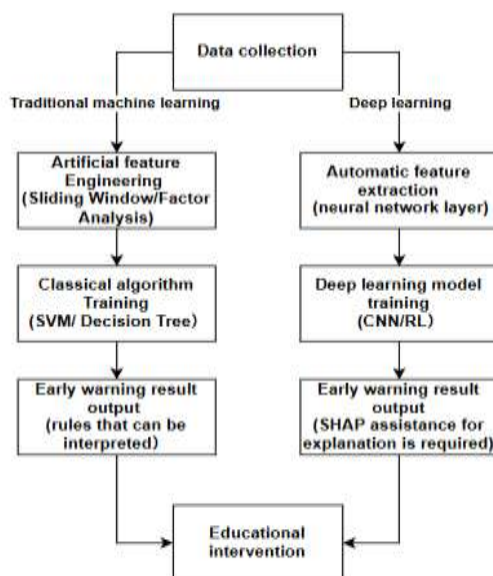 Data collection
Traditional machine learning
Deep learning
Artificial feature
Engineering
(Sliding Window/Factor
Analysis)
Automatic feature
extraction
(neural network layer)
Classical algorithm
Training
(SVM/ Decision Tree)
Deep learning model
training
(CNN/RL)
Early warning result
output
(rules that can be
interpreted)
Early warning result
output
(SHAP assistance for
explanation is required)
Educational
intervention